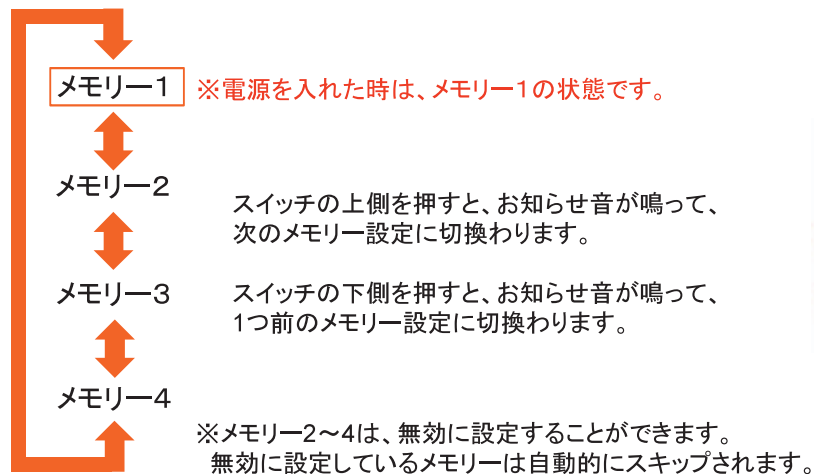 メモリー1
※電源を入れた時は、メモリー1の状態です。
メモリー2
スイッチの上側を押すと、お知らせ音が鳴って、
次のメモリー設定に切換わります。
メモリー3
スイッチの下側を押すと、お知らせ音が鳴って、
1つ前のメモリー設定に切換わります。
メモリー4
※メモリー2～4は、無効に設定することができます。
無効に設定しているメモリーは自動的にスキップされます。